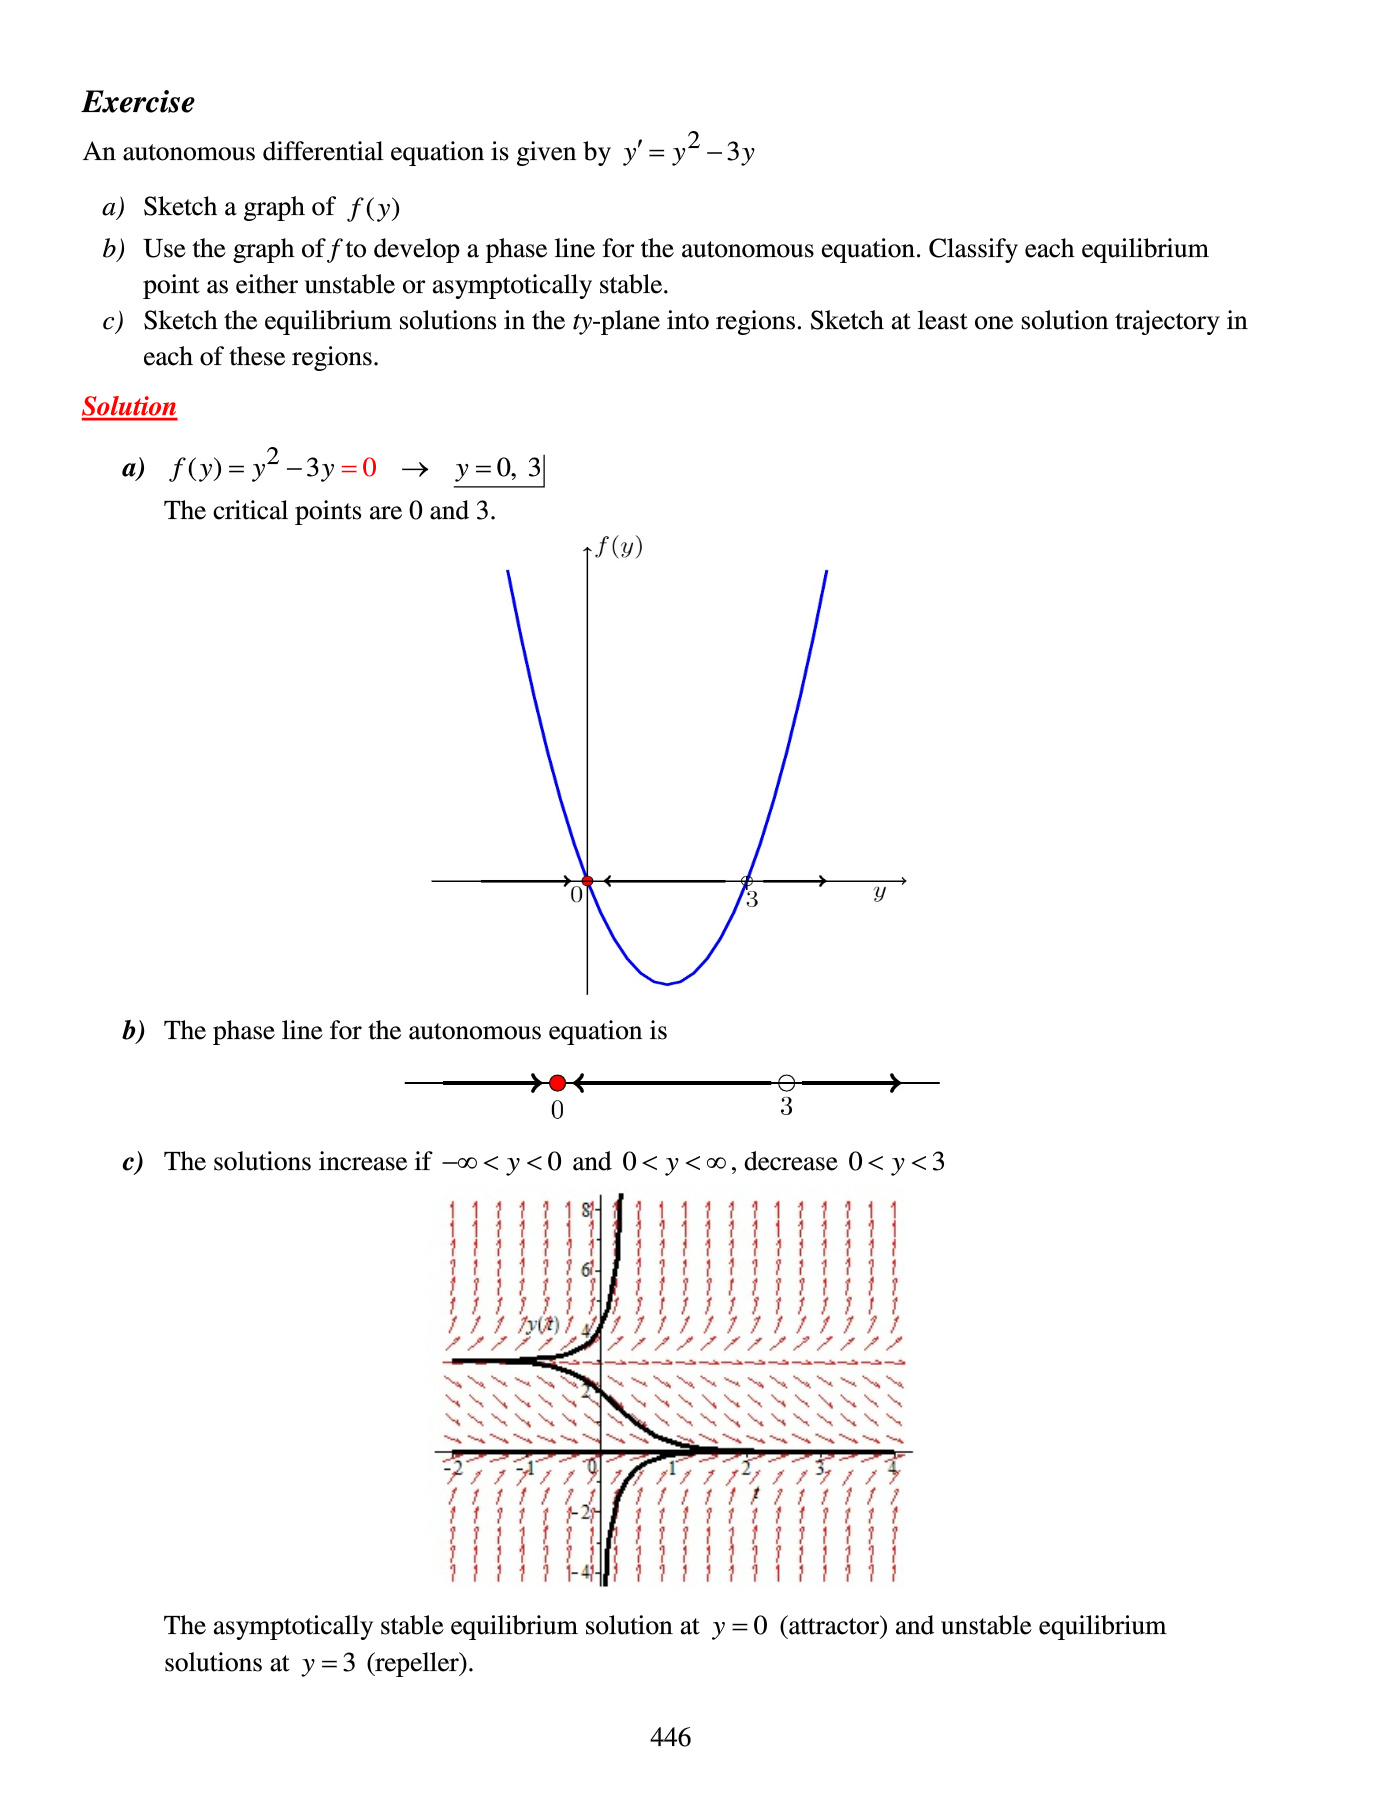 Exercise
An autonomous differential equation is given by y′ = y² – 3y
a) Sketch a graph of f(y)
b) Use the graph of f to develop a phase line for the autonomous equation. Classify each equilibrium
point as either unstable or asymptotically stable.
c) Sketch the equilibrium solutions in the ty-plane into regions. Sketch at least one solution trajectory in
each of these regions.
Solution
a) f(y) = y² – 3y = 0 → y = 0, 3
The critical points are 0 and 3.
f(y)
0 3 y
b) The phase line for the autonomous equation is
0 3
c) The solutions increase if –∞ < y < 0 and 0 < y < ∞, decrease 0 < y < 3
8
6
y(t) 4
2
-2 -1 0 1 2 3 4
t
-2
-4
The asymptotically stable equilibrium solution at y = 0 (attractor) and unstable equilibrium
solutions at y = 3 (repeller).
446